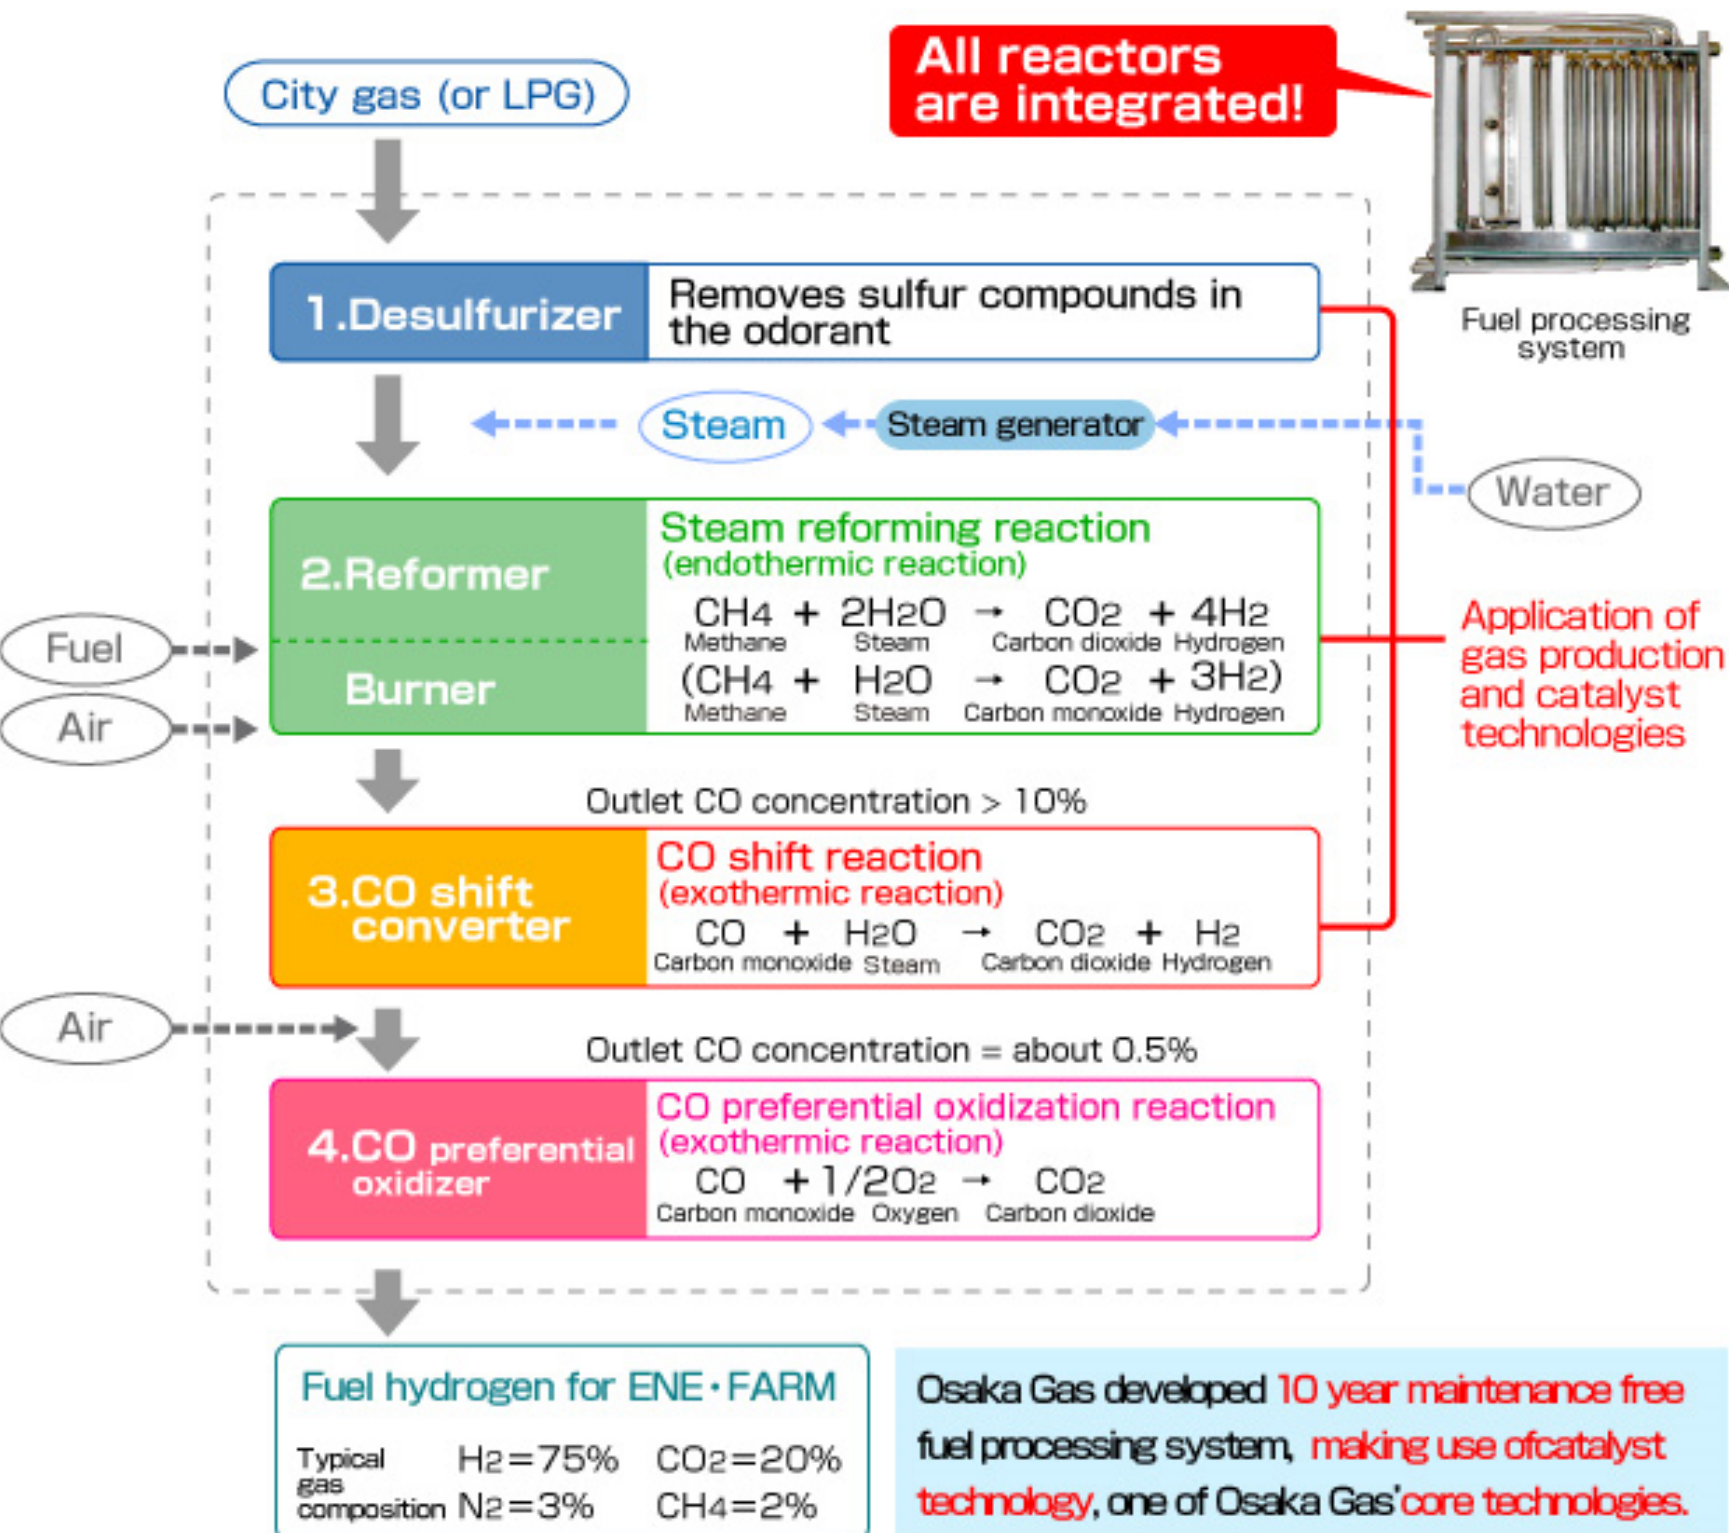 City gas (or LPG)
All reactors
are integrated!
Fuel processing
system
1.Desulfurizer
Removes sulfur compounds in
the odorant
Steam
Steam generator
Water
2.Reformer
Burner
Steam reforming reaction
(endothermic reaction)
CH4 + 2H2O → CO2 + 4H2
Methane Steam Carbon dioxide Hydrogen
(CH4 + H2O → CO2 + 3H2)
Methane Steam Carbon monoxide Hydrogen
Fuel
Air
Application of
gas production
and catalyst
technologies
Outlet CO concentration > 10%
3.CO shift
converter
CO shift reaction
(exothermic reaction)
CO + H2O → CO2 + H2
Carbon monoxide Steam Carbon dioxide Hydrogen
Air
Outlet CO concentration = about 0.5%
4.CO preferential
oxidizer
CO preferential oxidization reaction
(exothermic reaction)
CO + 1/2O2 → CO2
Carbon monoxide Oxygen Carbon dioxide
Fuel hydrogen for ENE・FARM
Typical
gas
composition
H2=75% CO2=20%
N2=3% CH4=2%
Osaka Gas developed 10 year maintenance free
fuel processing system, making use ofcatalyst
technology, one of Osaka Gas'core technologies.